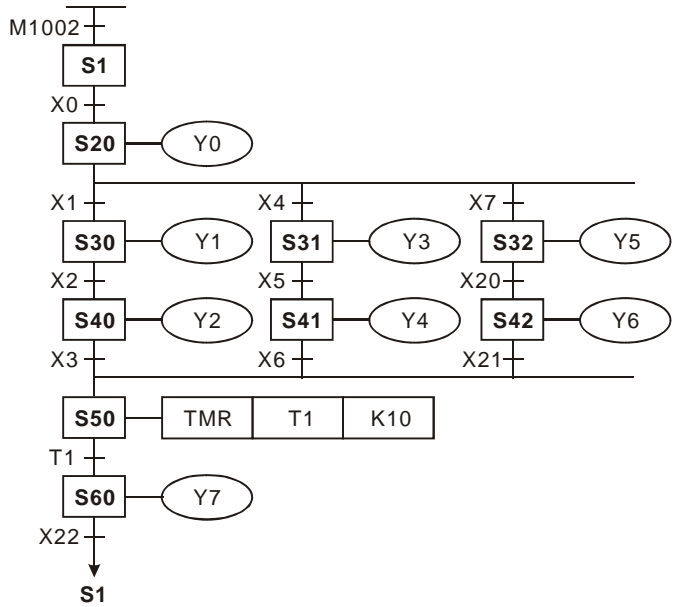 M1002
S1
X0
S20 Y0
X1 X4 X7
S30 Y1 S31 Y3 S32 Y5
X2 X5 X20
S40 Y2 S41 Y4 S42 Y6
X3 X6 X21
S50 TMR T1 K10
T1
S60 Y7
X22
S1